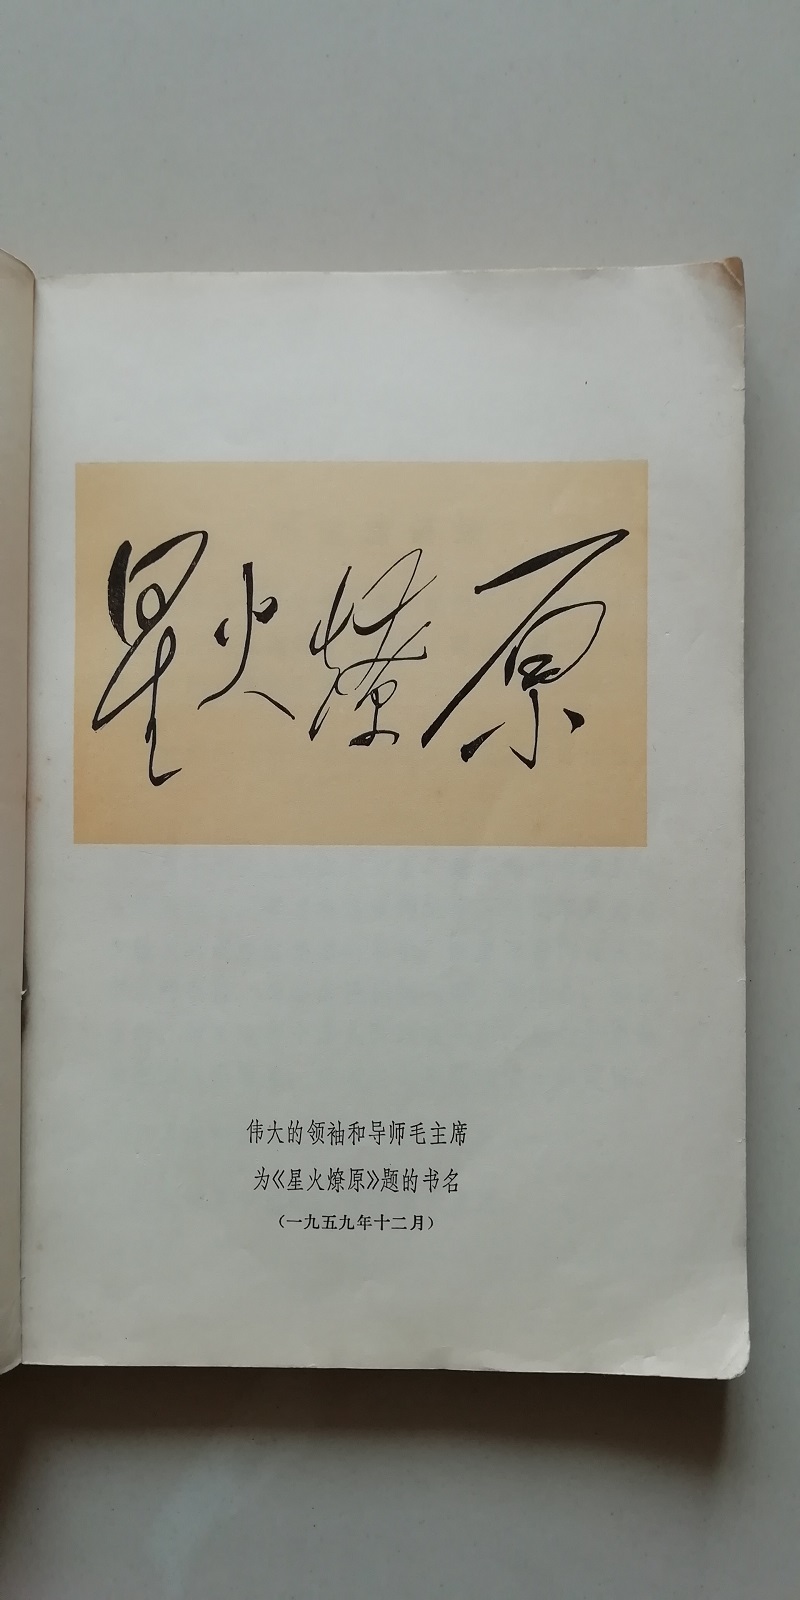 星火燎原
伟大的领袖和导师毛主席
为《星火燎原》题的书名
（一九五九年十二月）